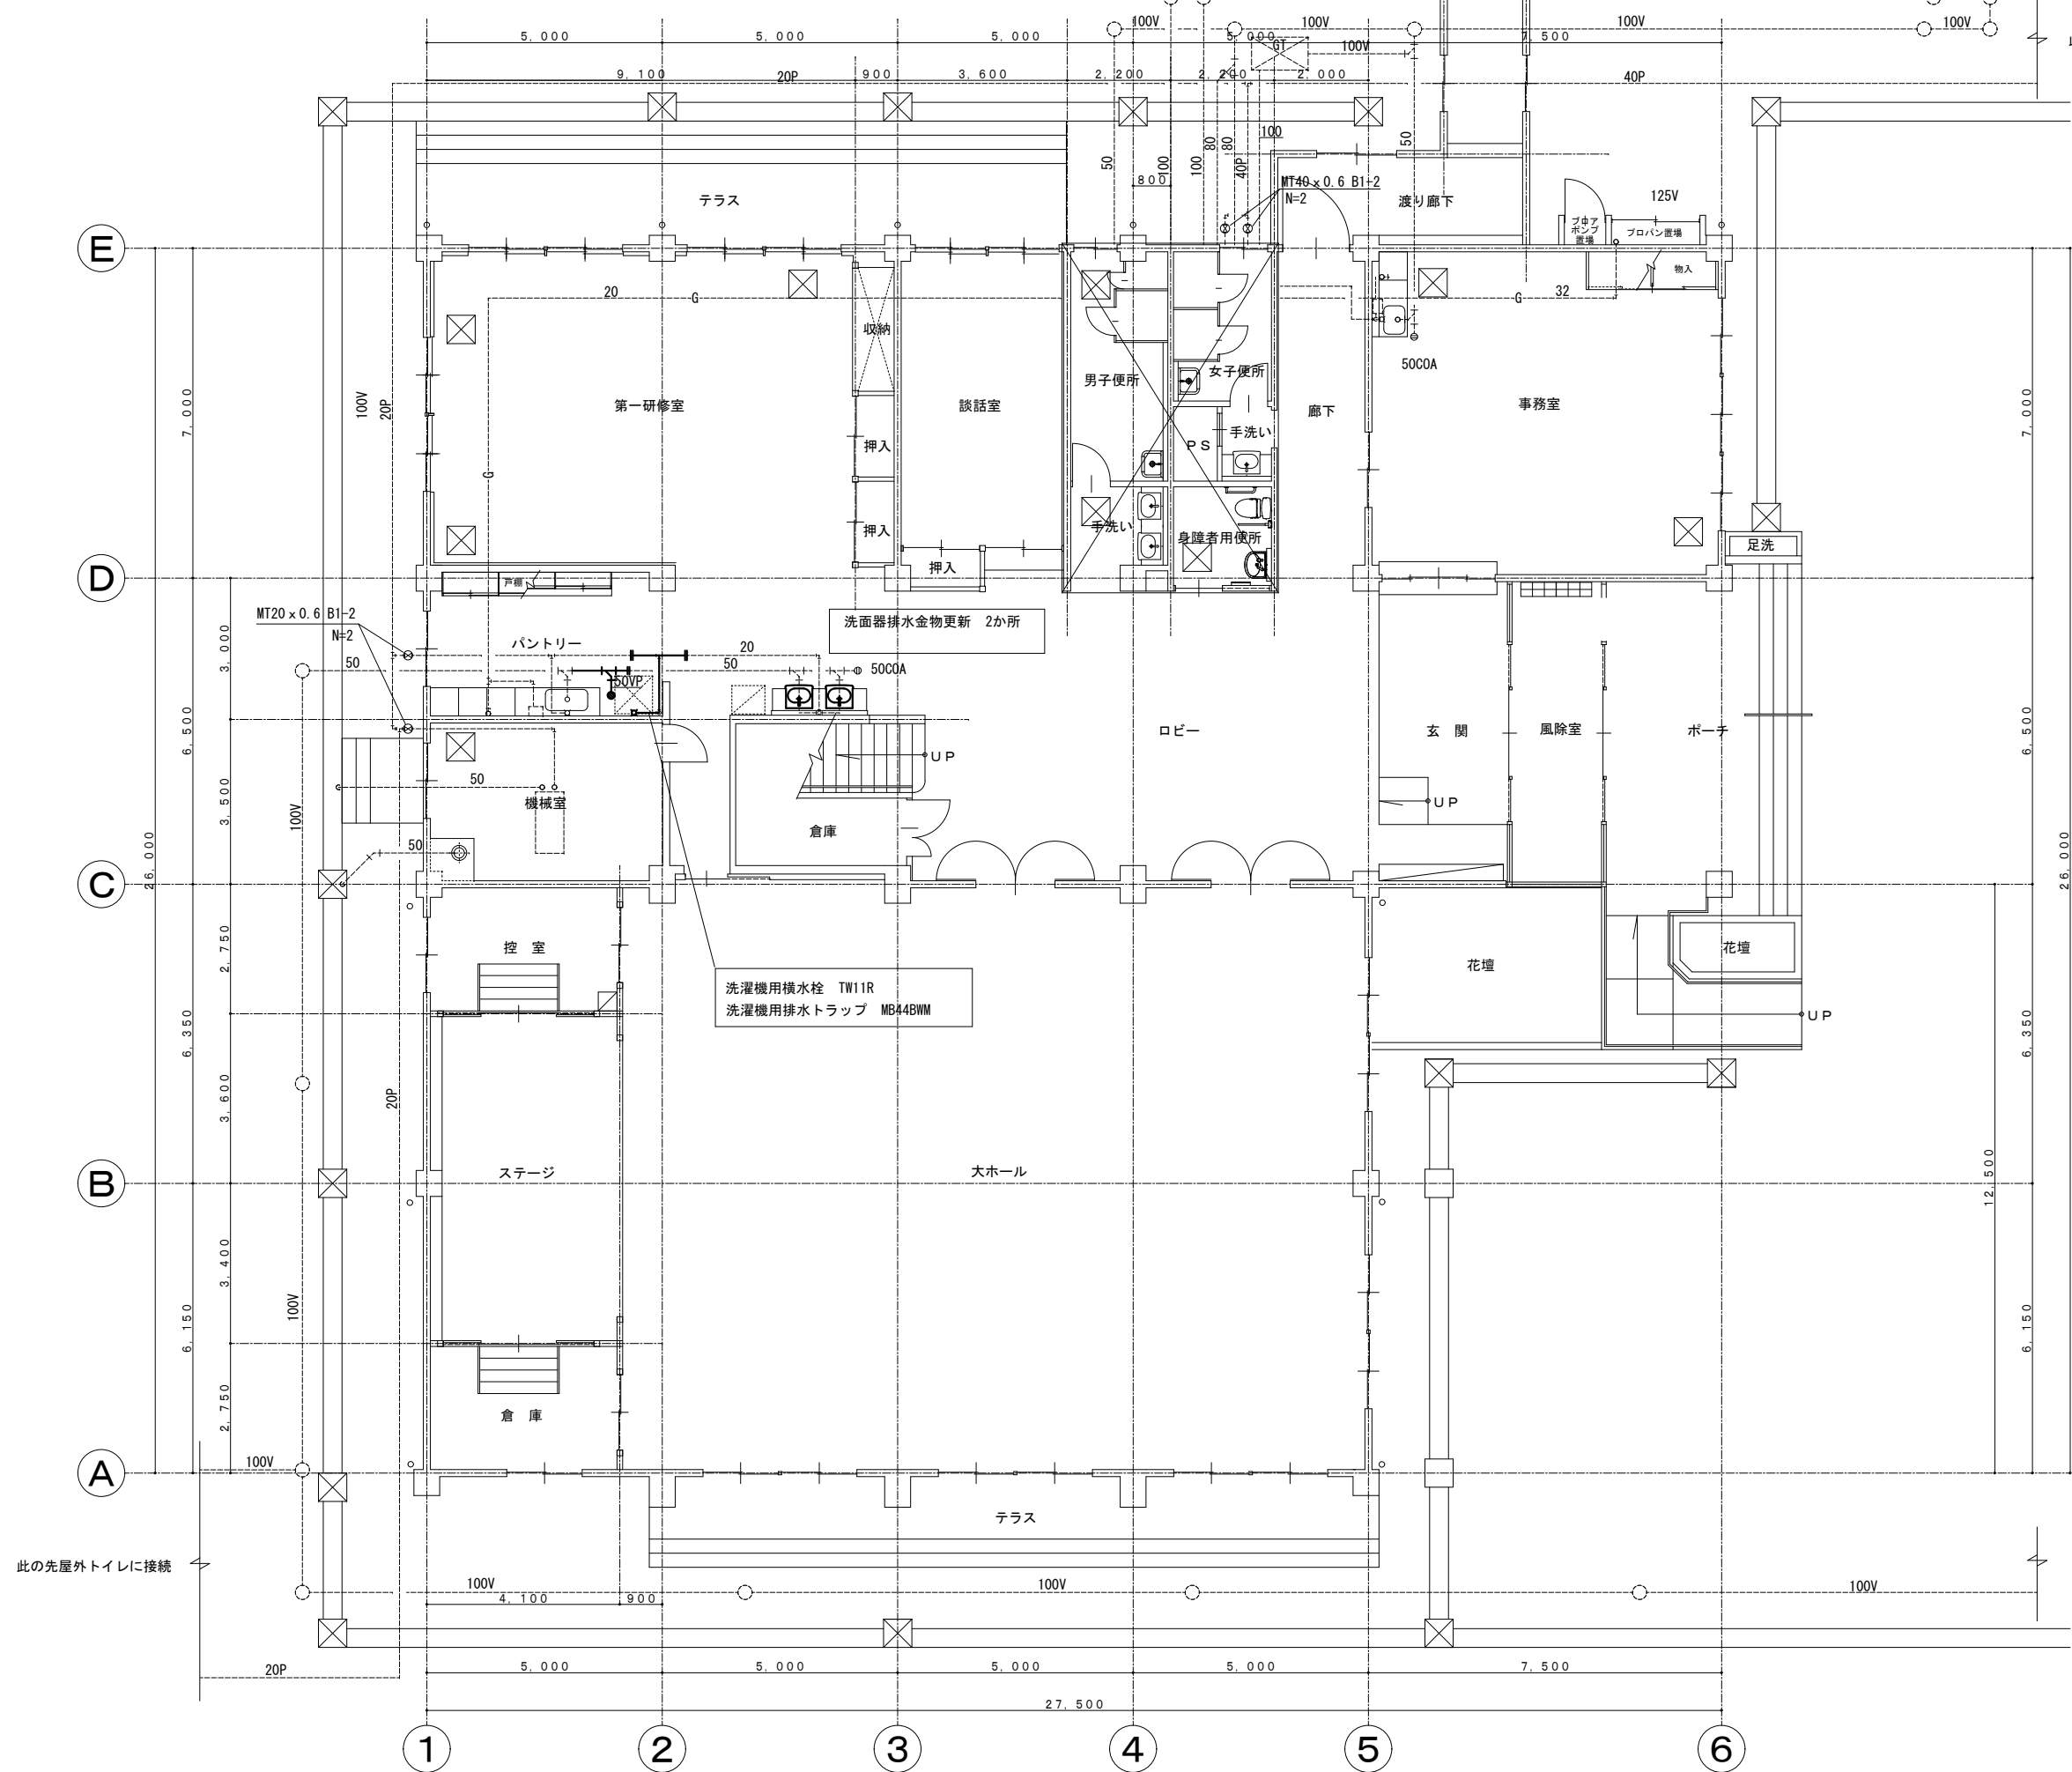 100V
100V
100V
100V
5,000
5,000
5,000
5,000
7,500
GT
100V
9,100
20P
900
3,600
2,200
2,200
2,000
40P
50
100
100
80
80
40P
100
50
800
MT40×0.6 B1-2
N=2
渡り廊下
125V
テラス
プロパン置場
物入
E
20
G
G
32
収納
50COA
100V
20P
7,000
7,000
第一研修室
談話室
男子便所
女子便所
廊下
事務室
押入
PS
手洗い
G
押入
手洗い
身障者用便所
足洗
押入
D
戸棚
MT20×0.6 B1-2
N=2
洗面器排水金物更新 2か所
パントリー
20
50
50
50COA
50VP
3,000
6,500
6,500
ロビー
玄 関
風除室
ポーチ
UP
50
機械室
UP
3,500
100V
倉庫
50
26,000
26,000
C
控 室
花壇
花壇
2,750
洗濯機用横水栓 TW11R
洗濯機用排水トラップ MB44BWM
UP
6,350
6,350
3,600
20P
ステージ
大ホール
B
12,500
3,400
100V
6,150
6,150
2,750
倉 庫
100V
A
テラス
此の先屋外トイレに接続
100V
100V
100V
4,100
900
20P
5,000
5,000
5,000
5,000
7,500
27,500
1
2
3
4
5
6